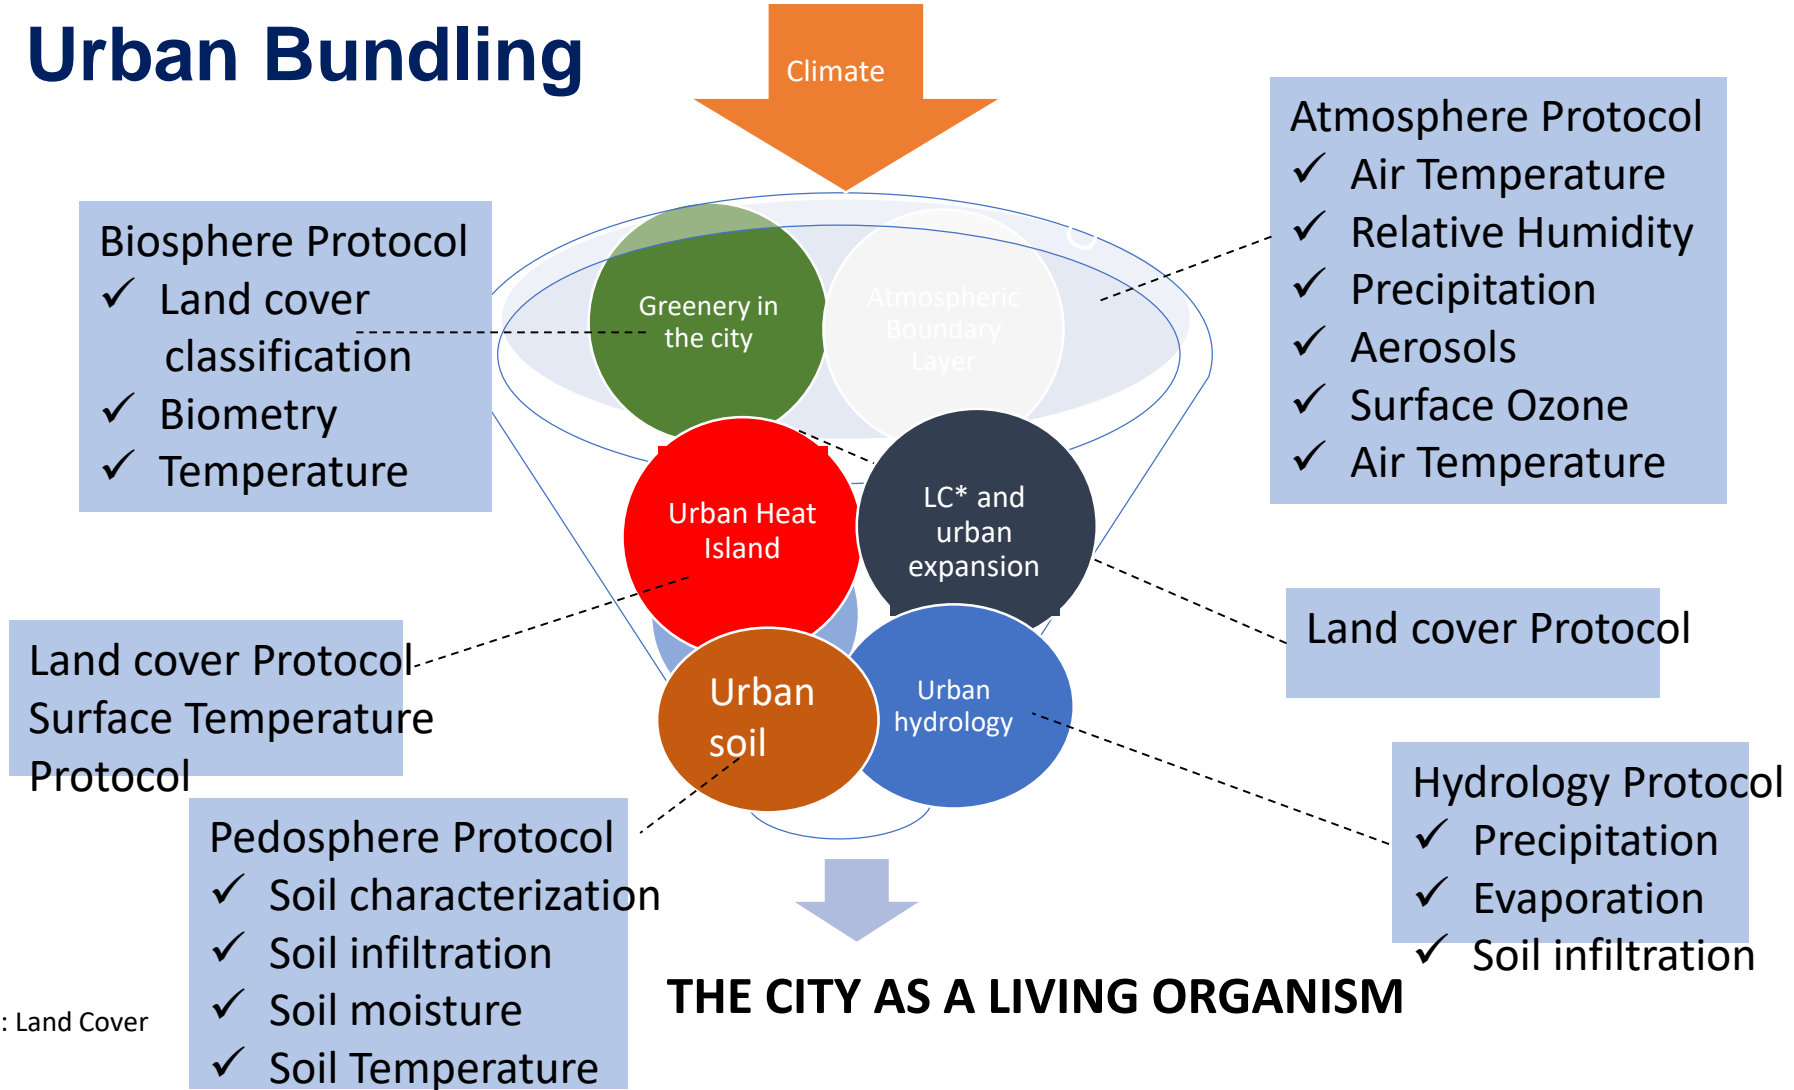 Urban Bundling
Climate
Atmosphere Protocol
✓ Air Temperature
✓ Relative Humidity
✓ Precipitation
✓ Aerosols
✓ Surface Ozone
✓ Air Temperature
Biosphere Protocol
✓ Land cover
classification
✓ Biometry
✓ Temperature
Greenery in
the city
Atmospheric
Boundary
Layer
Urban Heat
Island
LC* and
urban
expansion
Land cover Protocol
Land cover Protocol
Surface Temperature
Protocol
Urban
soil
Urban
hydrology
Hydrology Protocol
✓ Precipitation
✓ Evaporation
✓ Soil infiltration
Pedosphere Protocol
✓ Soil characterization
✓ Soil infiltration
✓ Soil moisture
✓ Soil Temperature
THE CITY AS A LIVING ORGANISM
: Land Cover